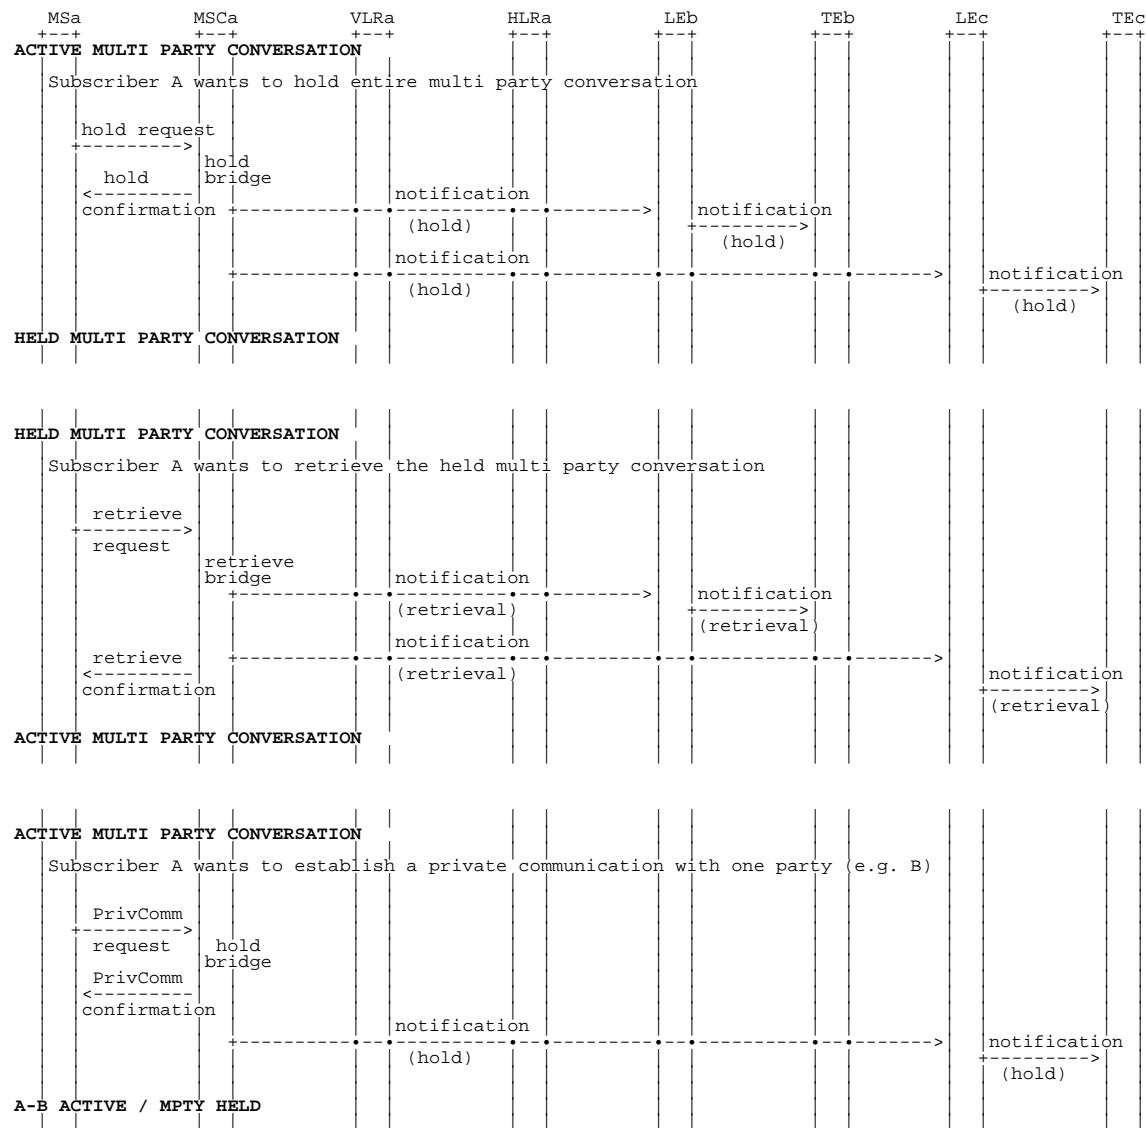 MSa MSCa VLRa HLRa LEb TEb LEc TEc
ACTIVE MULTI PARTY CONVERSATION
Subscriber A wants to hold entire multi party conversation
hold request
hold
hold bridge
notification
confirmation notification
(hold)
(hold)
notification
notification
(hold)
(hold)
HELD MULTI PARTY CONVERSATION
HELD MULTI PARTY CONVERSATION
Subscriber A wants to retrieve the held multi party conversation
retrieve
request
retrieve
bridge notification
notification
(retrieval)
(retrieval)
notification
retrieve
(retrieval) notification
confirmation
(retrieval)
ACTIVE MULTI PARTY CONVERSATION
ACTIVE MULTI PARTY CONVERSATION
Subscriber A wants to establish a private communication with one party (e.g. B)
PrivComm
request hold
bridge
PrivComm
confirmation
notification
notification
(hold)
(hold)
A-B ACTIVE / MPTY HELD